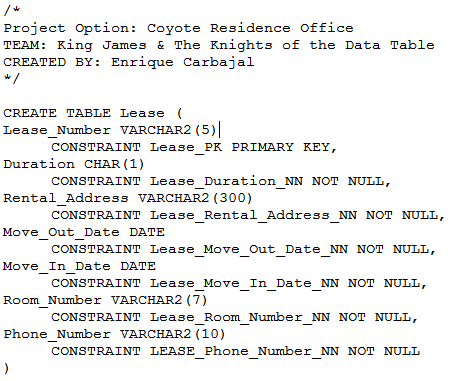 /*
Project Option: Coyote Residence Office
TEAM: King James & The Knights of the Data Table
CREATED BY: Enrique Carbajal
*/

CREATE TABLE Lease (
Lease_Number VARCHAR2(5)
CONSTRAINT Lease_PK PRIMARY KEY,
Duration CHAR(1)
CONSTRAINT Lease_Duration_NN NOT NULL,
Rental_Address VARCHAR2(300)
CONSTRAINT Lease_Rental_Address_NN NOT NULL,
Move_Out_Date DATE
CONSTRAINT Lease_Move_Out_Date_NN NOT NULL,
Move_In_Date DATE
CONSTRAINT Lease_Move_In_Date_NN NOT NULL,
Room_Number VARCHAR2(7)
CONSTRAINT Lease_Room_Number_NN NOT NULL,
Phone_Number VARCHAR2(10)
CONSTRAINT LEASE_Phone_Number_NN NOT NULL
)